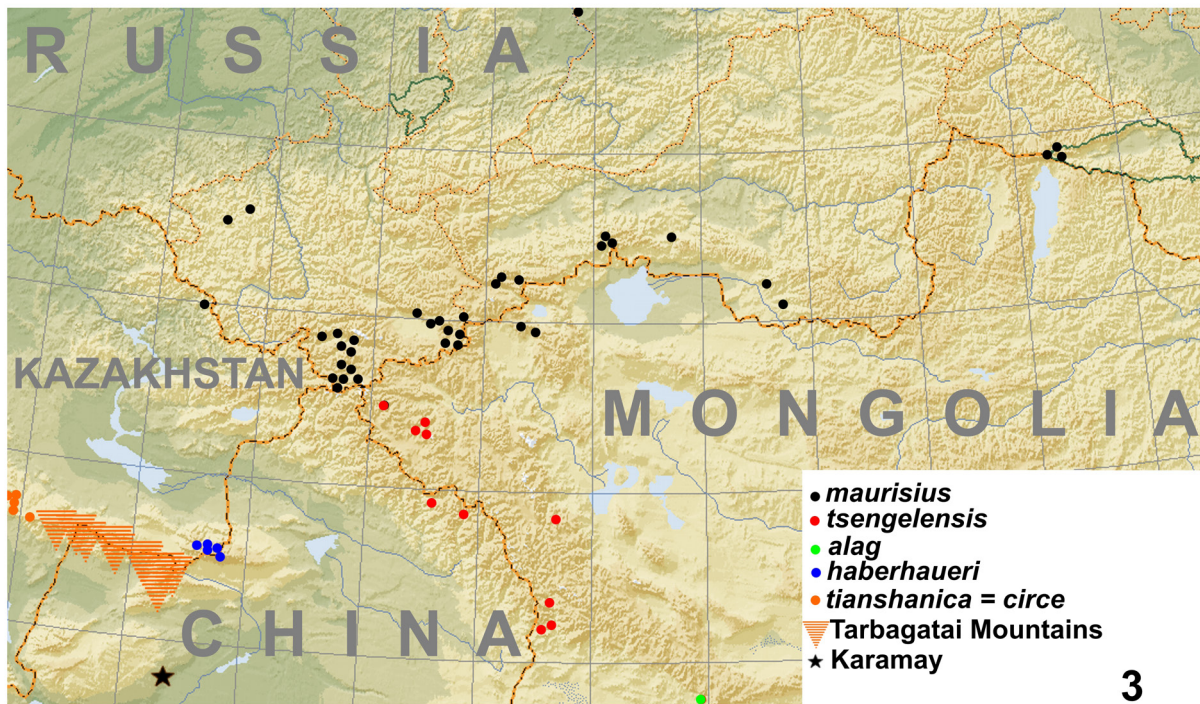 RUSSIA
KAZAKHSTAN
MONGOLIA
CHINA
maurisius
tsengelensis
alag
haberhaueri
tianshanica = circe
Tarbagatai Mountains
Karamay
3